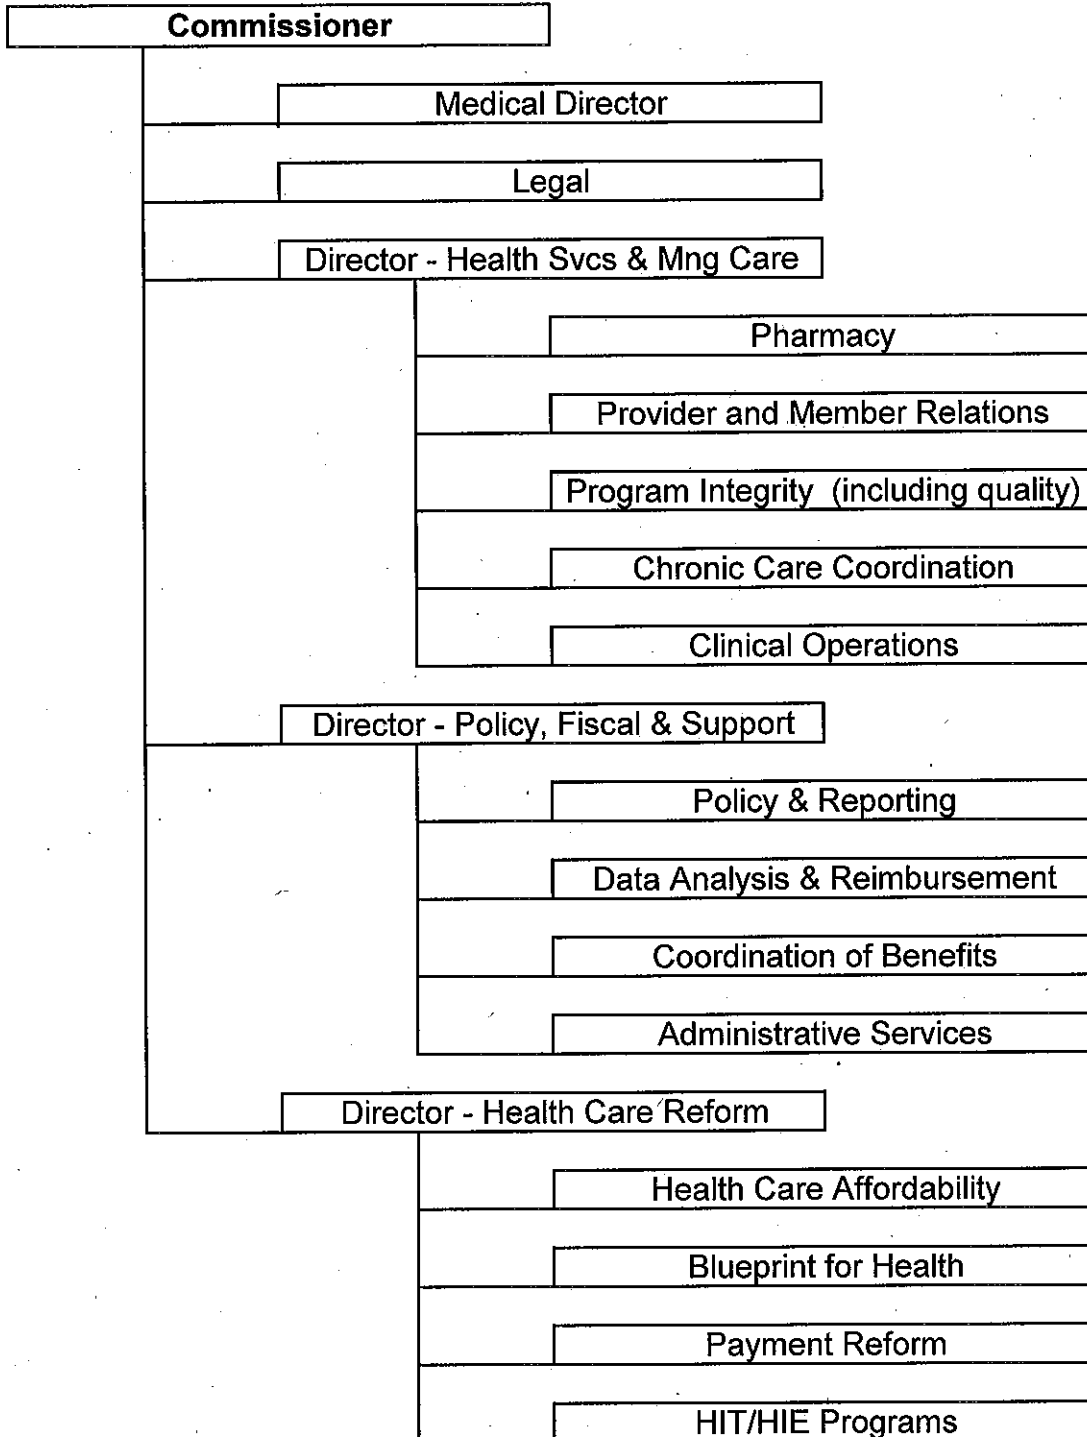 Commissioner
Medical Director
Legal
Director - Health Svcs & Mng Care
Pharmacy
Provider and Member Relations
Program Integrity (including quality)
Chronic Care Coordination
Clinical Operations
Director - Policy, Fiscal & Support
Policy & Reporting
Data Analysis & Reimbursement
Coordination of Benefits
Administrative Services
Director - Health Care Reform
Health Care Affordability
Blueprint for Health
Payment Reform
HIT/HIE Programs